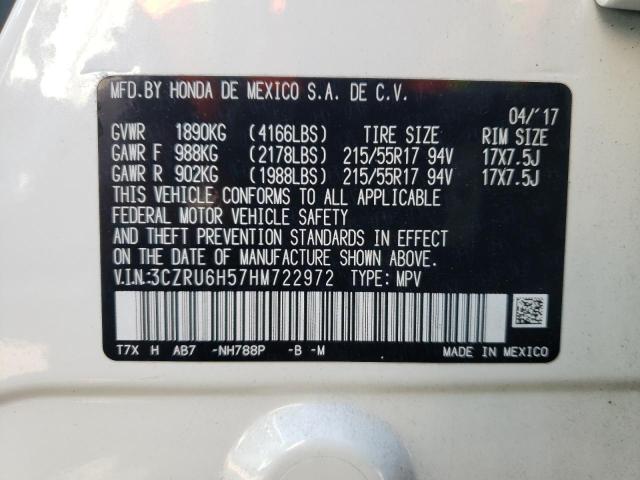 MFD.BY HONDA DE MEXICO S.A. DE C.V.
04/'17
GVWR 1890KG (4166LBS) TIRE SIZE RIM SIZE
GAWR F 988KG (2178LBS) 215/55R17 94V 17X7.5J
GAWR R 902KG (1988LBS) 215/55R17 94V 17X7.5J
THIS VEHICLE CONFORMS TO ALL APPLICABLE
FEDERAL MOTOR VEHICLE SAFETY
AND THEFT PREVENTION STANDARDS IN EFFECT
ON THE DATE OF MANUFACTURE SHOWN ABOVE.
V.I.N:3CZRU6H57HM722972 TYPE: MPV
T7X H AB7 -NH788P -B -M MADE IN MEXICO